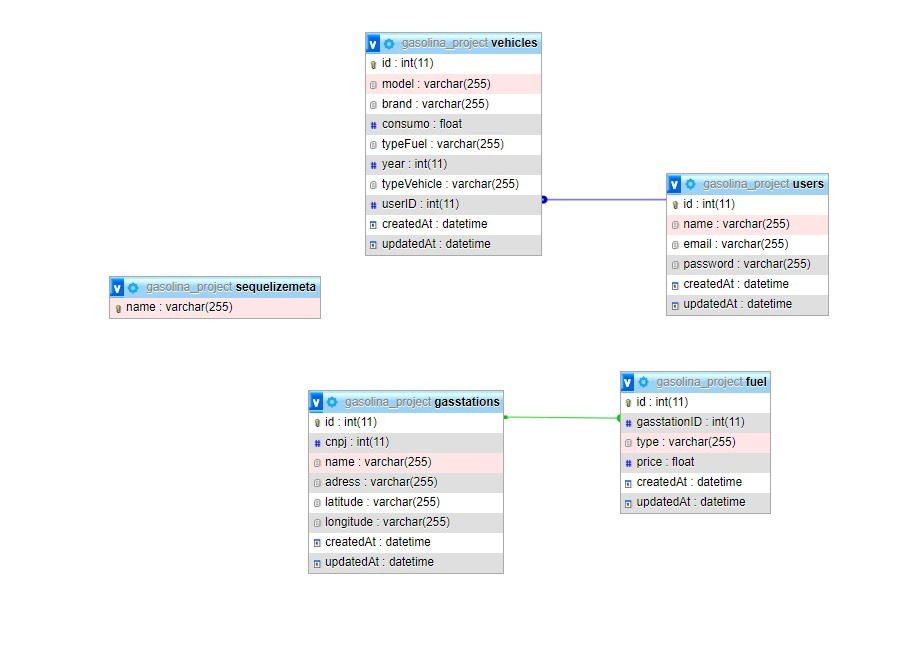 gasolina_project vehicles
id : int(11)
model : varchar(255)
brand : varchar(255)
consumo : float
typeFuel : varchar(255)
year : int(11)
typeVehicle : varchar(255)
userID : int(11)
createdAt : datetime
updatedAt : datetime
gasolina_project users
id : int(11)
name : varchar(255)
email : varchar(255)
password : varchar(255)
createdAt : datetime
updatedAt : datetime
gasolina_project sequelizemeta
name : varchar(255)
gasolina_project gasstations
id : int(11)
cnpj : int(11)
name : varchar(255)
adress : varchar(255)
latitude : varchar(255)
longitude : varchar(255)
createdAt : datetime
updatedAt : datetime
gasolina_project fuel
id : int(11)
gasstationID : int(11)
type : varchar(255)
price : float
createdAt : datetime
updatedAt : datetime